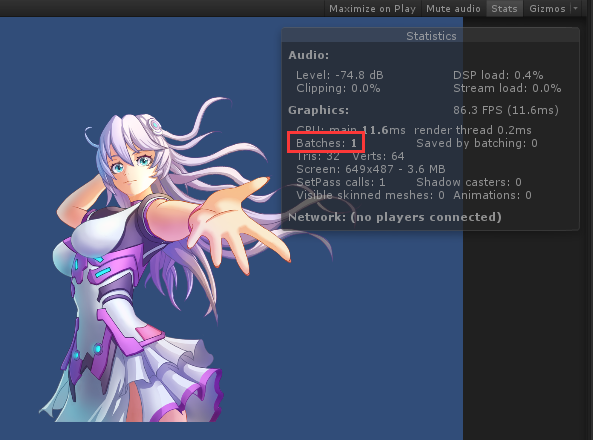 Maximize on Play Mute audio Stats Gizmos
Statistics
Audio:
Level: -74.8 dB DSP load: 0.4%
Clipping: 0.0% Stream load: 0.0%
Graphics: 86.3 FPS (11.6ms)
CPU: main 11.6ms render thread 0.2ms
Batches: 1 Saved by batching: 0
Tris: 32 Verts: 64
Screen: 649x487 - 3.6 MB
SetPass calls: 1 Shadow casters: 0
Visible skinned meshes: 0 Animations: 0
Network: (no players connected)